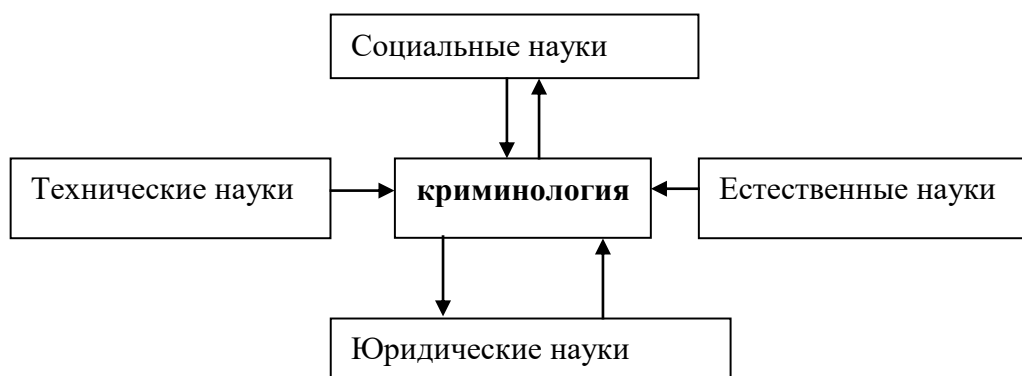 Социальные науки
Технические науки
криминология
Естественные науки
Юридические науки